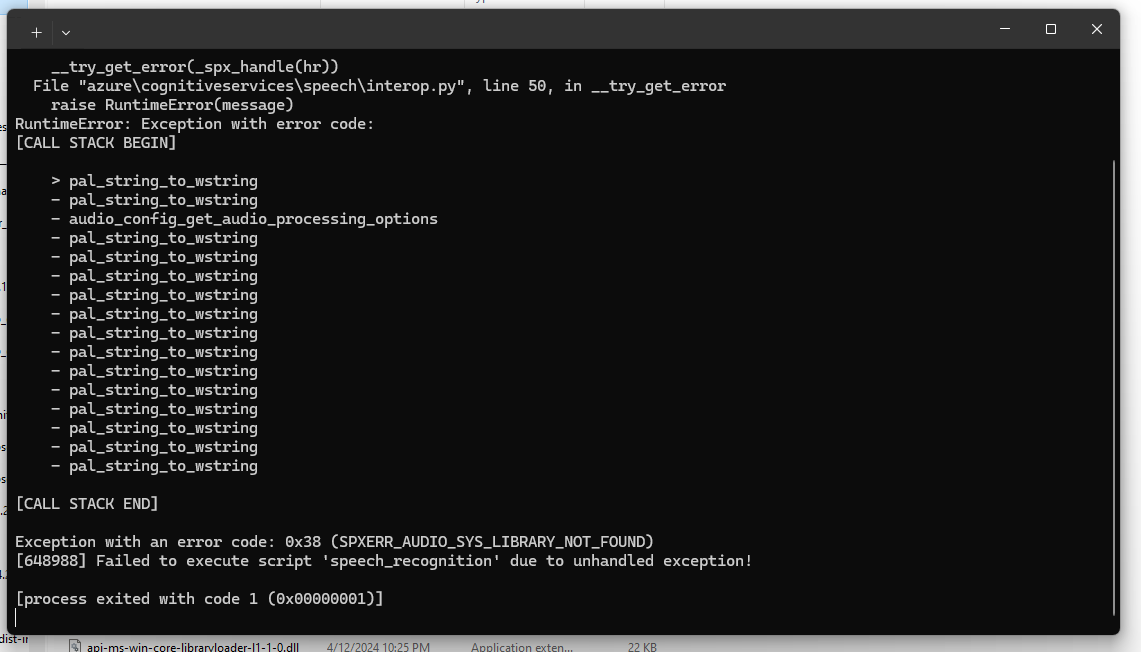 __try_get_error(_spx_handle(hr))
File "azure\cognitiveservices\speech\interop.py", line 50, in __try_get_error
raise RuntimeError(message)
RuntimeError: Exception with error code:
[CALL STACK BEGIN]
> pal_string_to_wstring
- pal_string_to_wstring
- audio_config_get_audio_processing_options
- pal_string_to_wstring
- pal_string_to_wstring
- pal_string_to_wstring
- pal_string_to_wstring
- pal_string_to_wstring
- pal_string_to_wstring
- pal_string_to_wstring
- pal_string_to_wstring
- pal_string_to_wstring
- pal_string_to_wstring
- pal_string_to_wstring
- pal_string_to_wstring
- pal_string_to_wstring
[CALL STACK END]
Exception with an error code: 0x38 (SPXERR_AUDIO_SYS_LIBRARY_NOT_FOUND)
[648988] Failed to execute script 'speech_recognition' due to unhandled exception!
[process exited with code 1 (0x00000001)]
api-ms-win-core-libraryloader-l1-1-0.dll 4/12/2024 10:25 PM Application exten... 22 KB